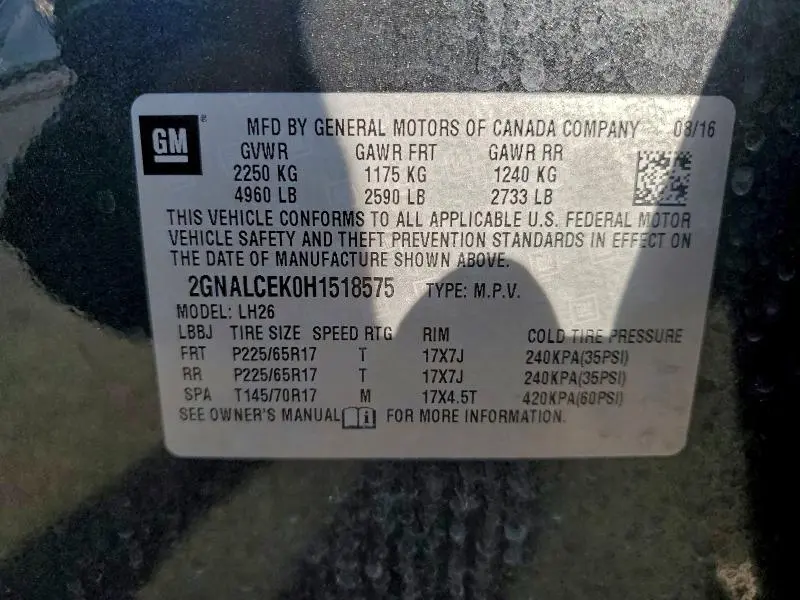 GM ® MFD BY GENERAL MOTORS OF CANADA COMPANY 08/16
GVWR GAWR FRT GAWR RR
2250 KG 1175 KG 1240 KG
4960 LB 2590 LB 2733 LB
THIS VEHICLE CONFORMS TO ALL APPLICABLE U.S. FEDERAL MOTOR
VEHICLE SAFETY AND THEFT PREVENTION STANDARDS IN EFFECT ON
THE DATE OF MANUFACTURE SHOWN ABOVE.
2GNALCEK0H1518575 TYPE: M.P.V.
MODEL: LH26
LBBJ TIRE SIZE SPEED RTG RIM COLD TIRE PRESSURE
FRT P225/65R17 T 17X7J 240KPA(35PSI)
RR P225/65R17 T 17X7J 240KPA(35PSI)
SPA T145/70R17 M 17X4.5T 420KPA(60PSI)
SEE OWNER'S MANUAL i FOR MORE INFORMATION.